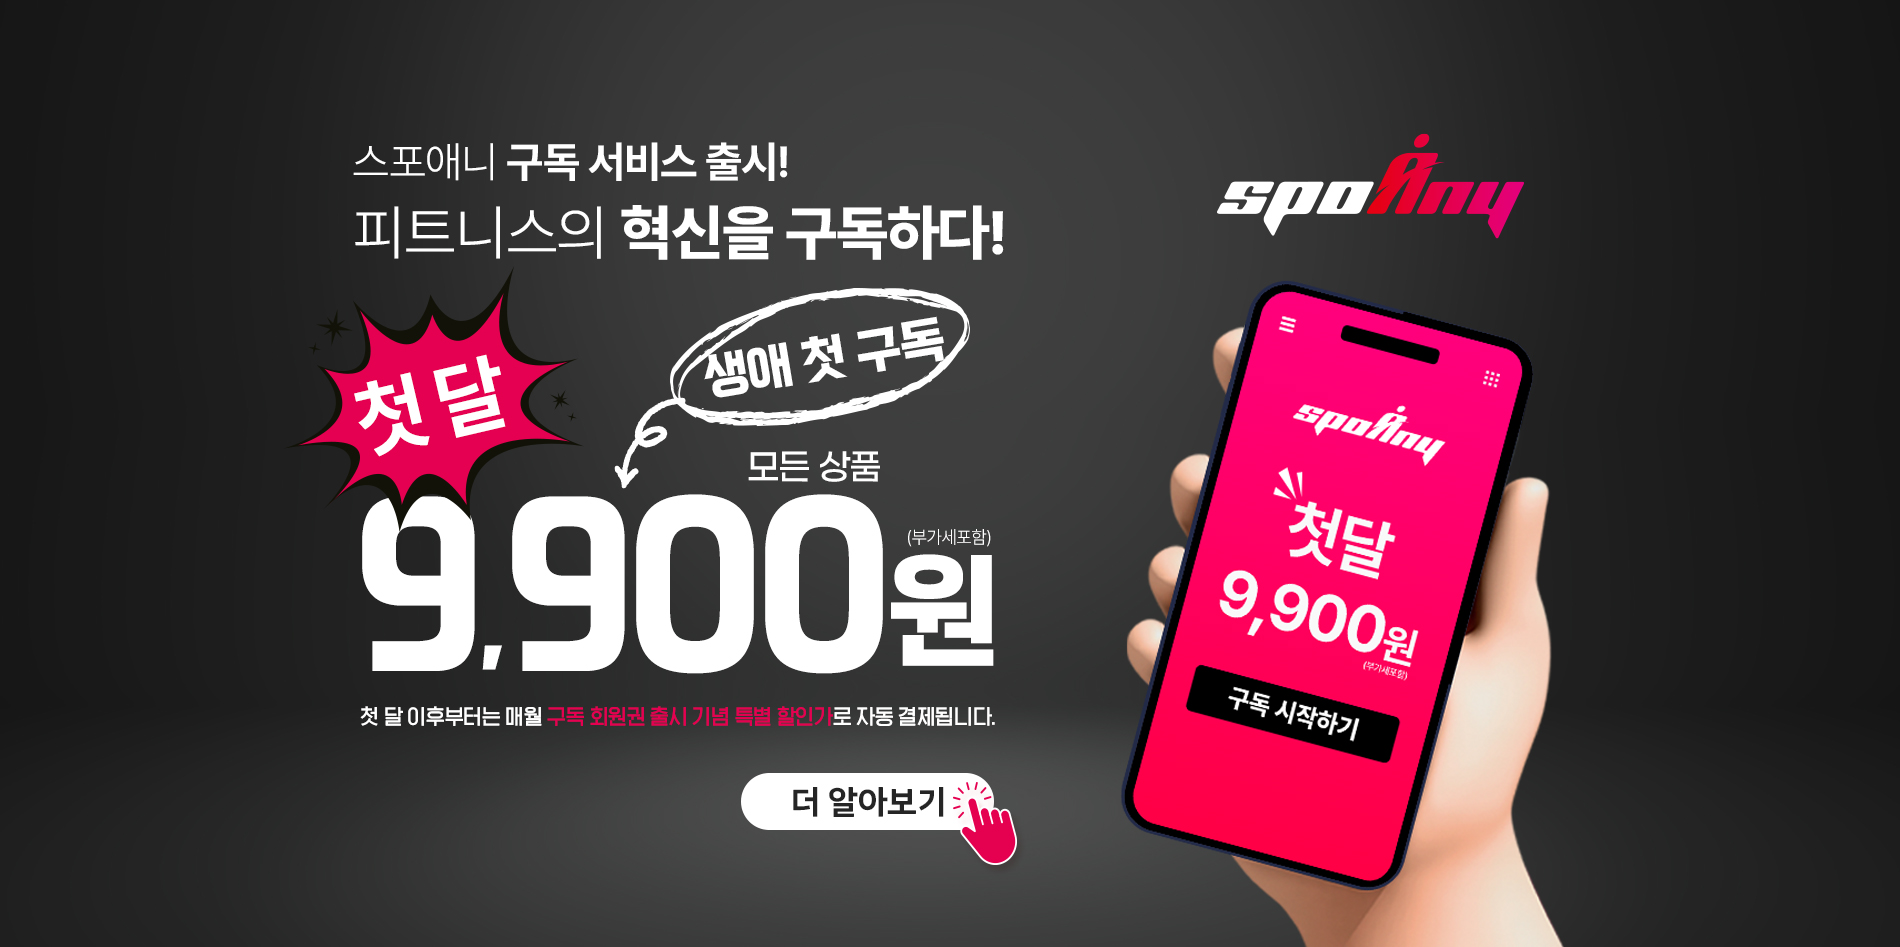 스포애니 구독 서비스 출시!
피트니스의 혁신을 구독하다!
첫 달
생애 첫 구독
모든 상품
9,900원
(부가세포함)
첫 달 이후부터는 매월 구독 회원권 출시 기념 특별 할인가로 자동 결제됩니다.
더 알아보기
spoAny
spoAny
첫달
9,900원
(부가세포함)
구독 시작하기